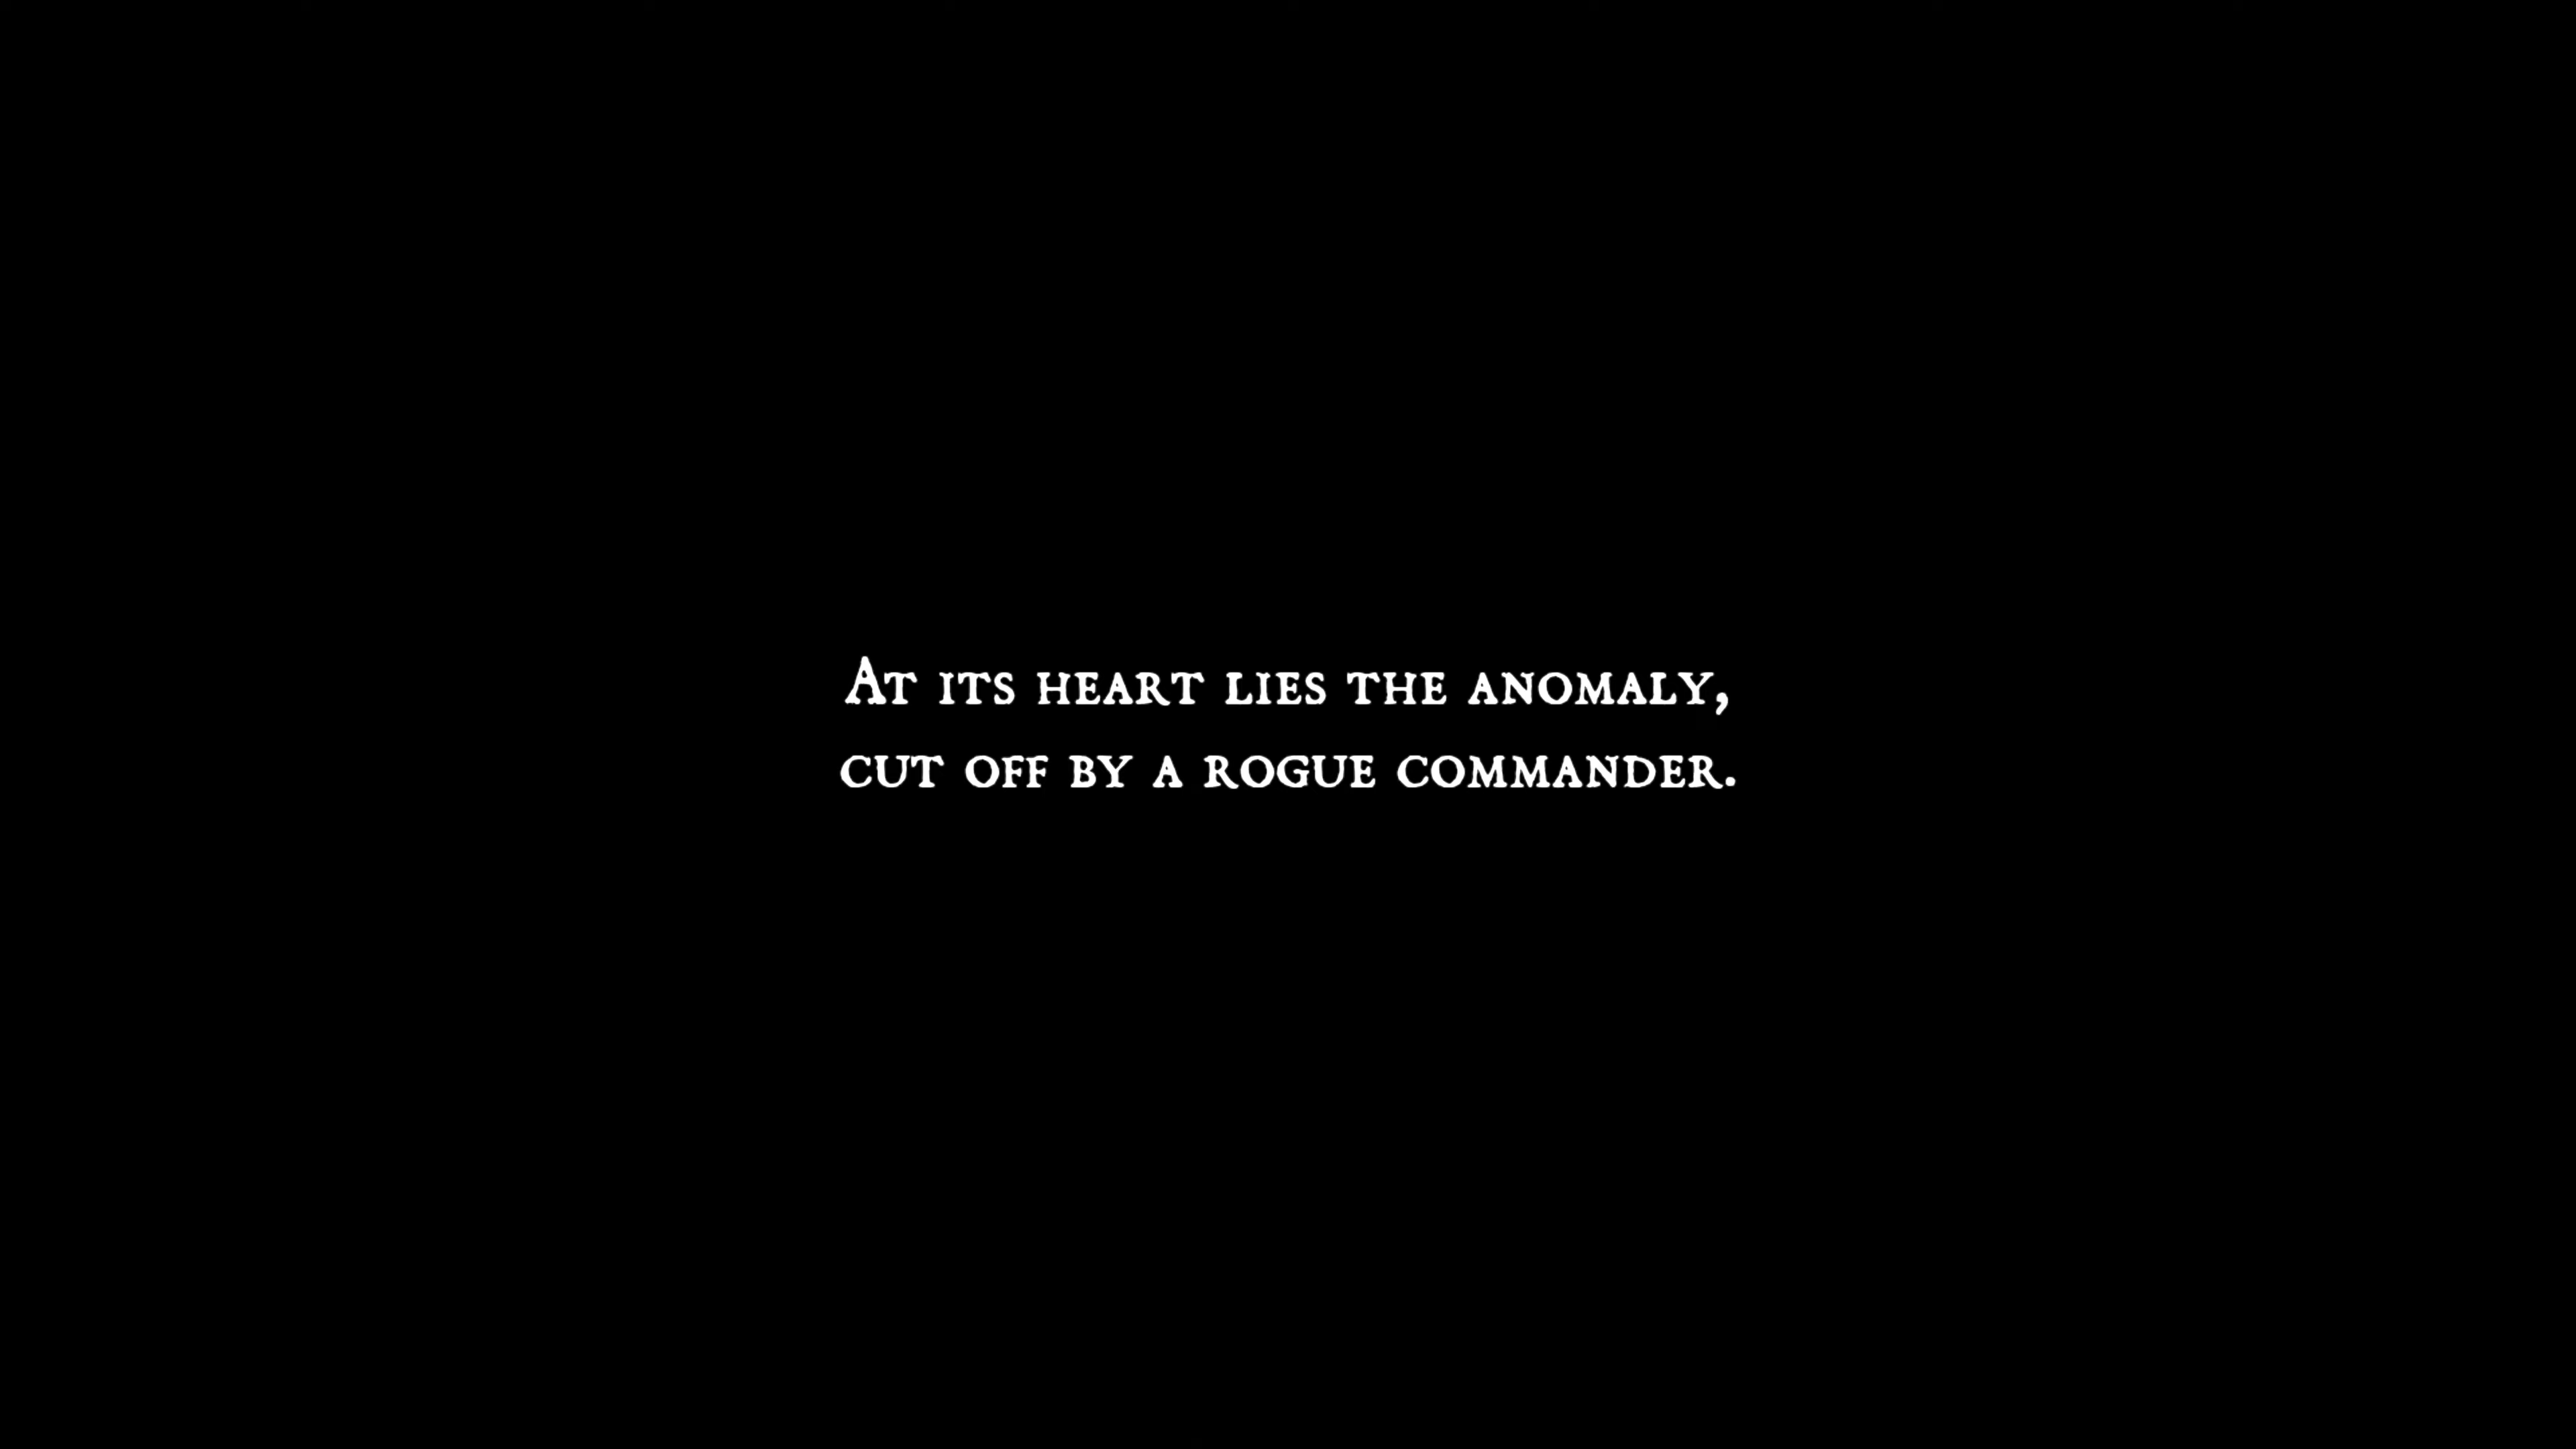 At its heart lies the anomaly,
cut off by a rogue commander.